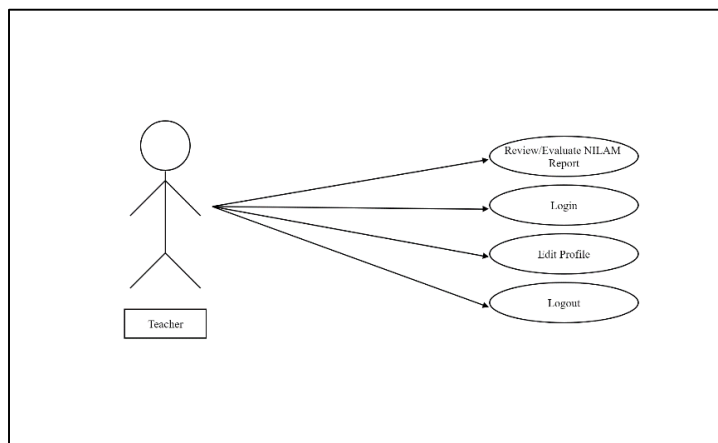 Review/Evaluate NILAM
Report
Login
Edit Profile
Logout
Teacher